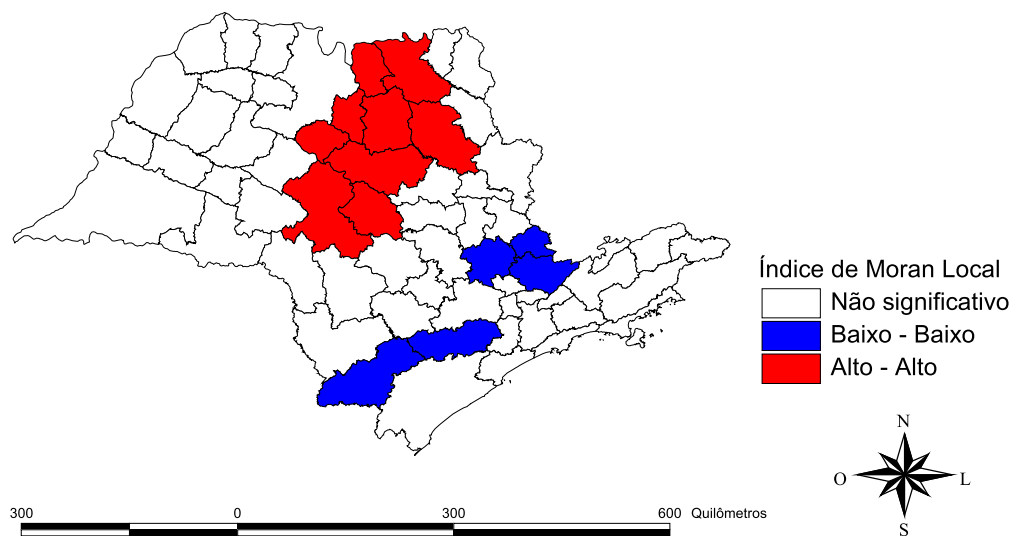 Índice de Moran Local
Não significativo
Baixo - Baixo
Alto - Alto
N
O L
S
300 0 300 600 Quilômetros